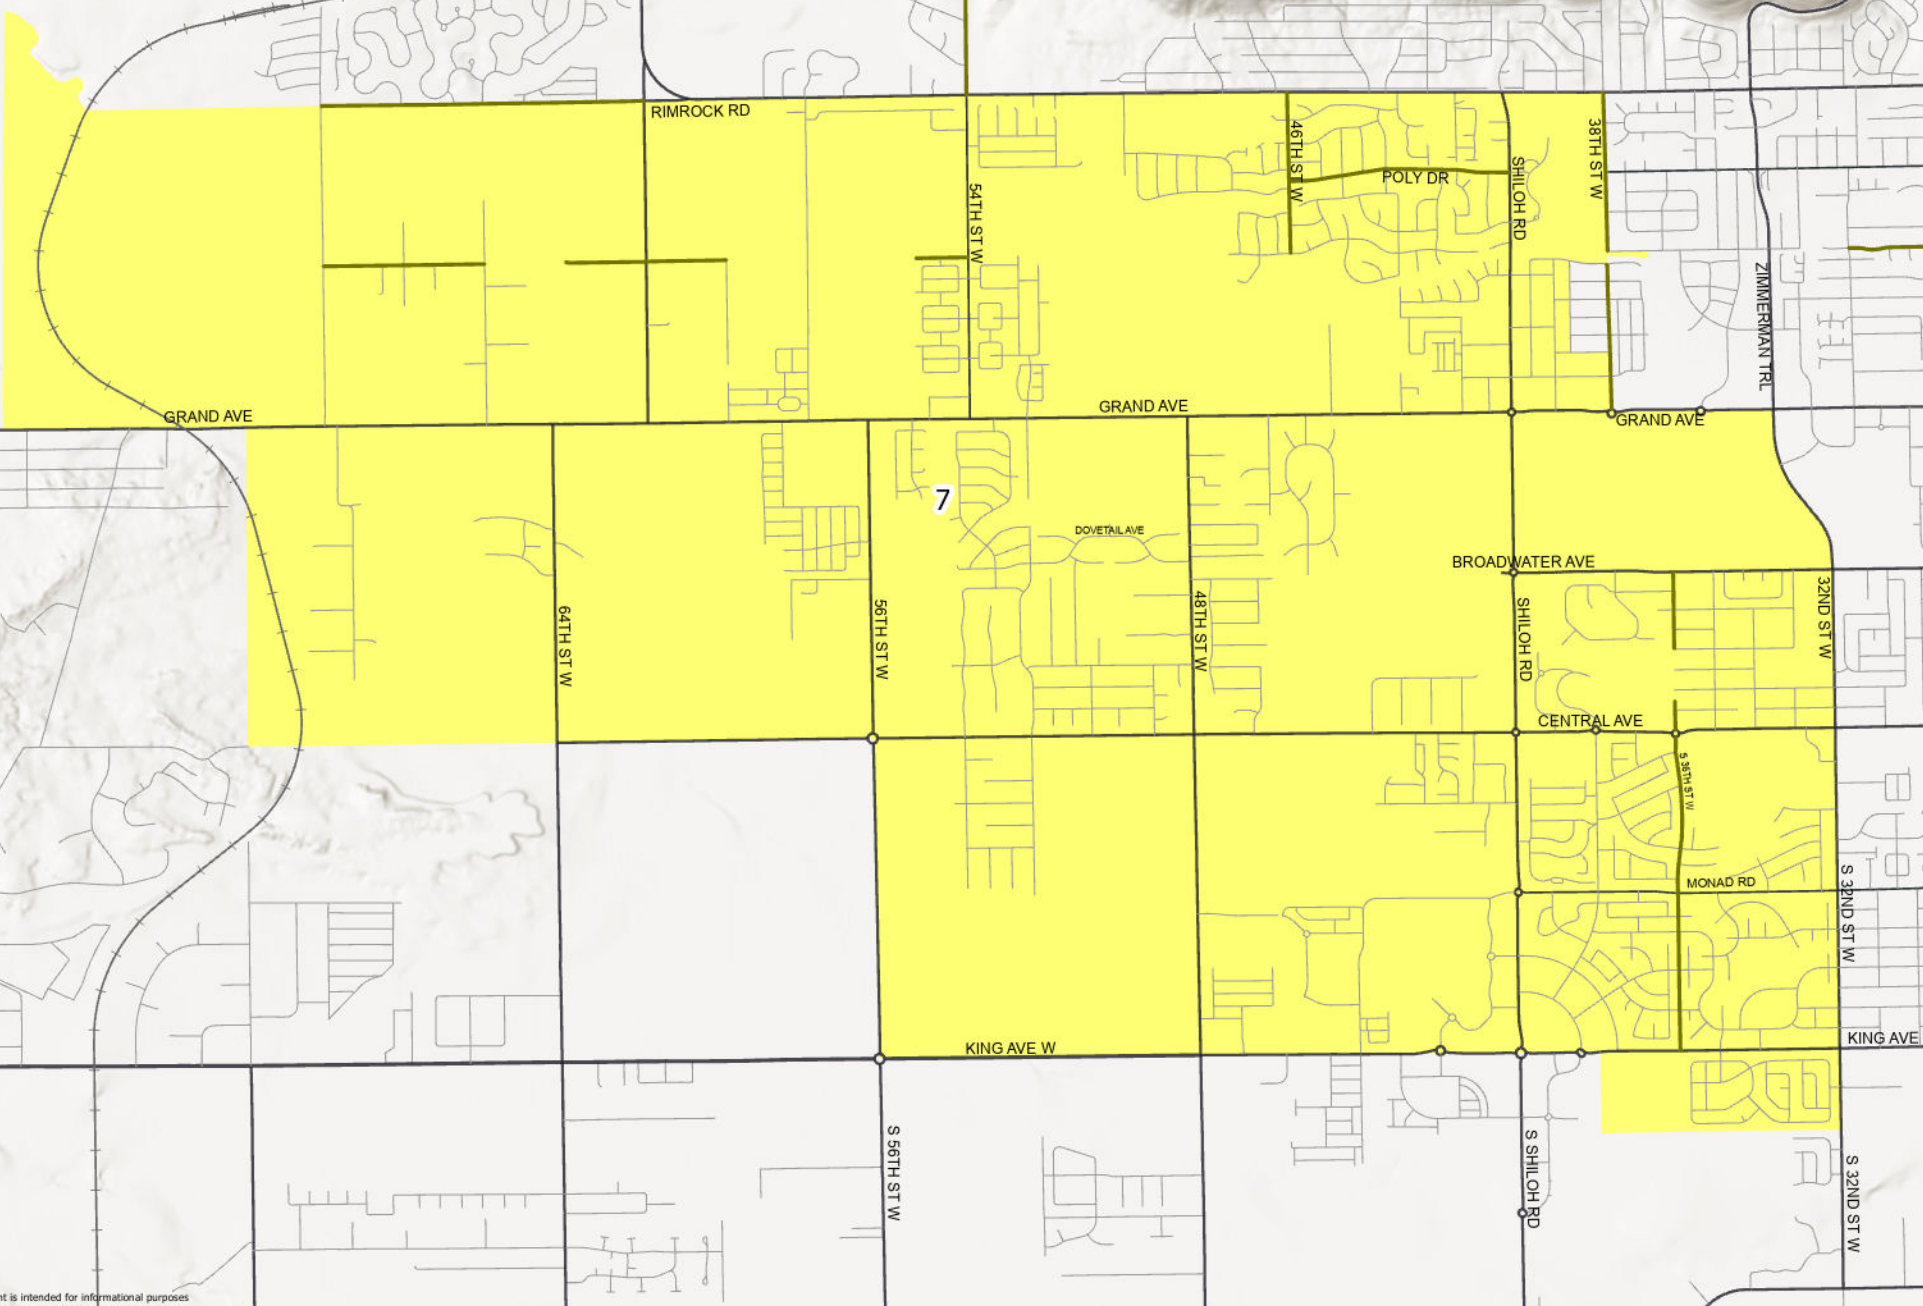 RIMROCK RD
46TH ST W
38TH ST W
POLY DR
SHILOH RD
54TH ST W
ZIMMERMAN TRL
GRAND AVE
GRAND AVE
GRAND AVE
7
DOVETAIL AVE
BROADWATER AVE
64TH ST W
56TH ST W
48TH ST W
SHILOH RD
32ND ST W
CENTRAL AVE
S 36TH ST W
MONAD RD
S 32ND ST W
KING AVE W
KING AVE
S 56TH ST W
S SHILOH RD
S 32ND ST W
nt is intended for informational purposes